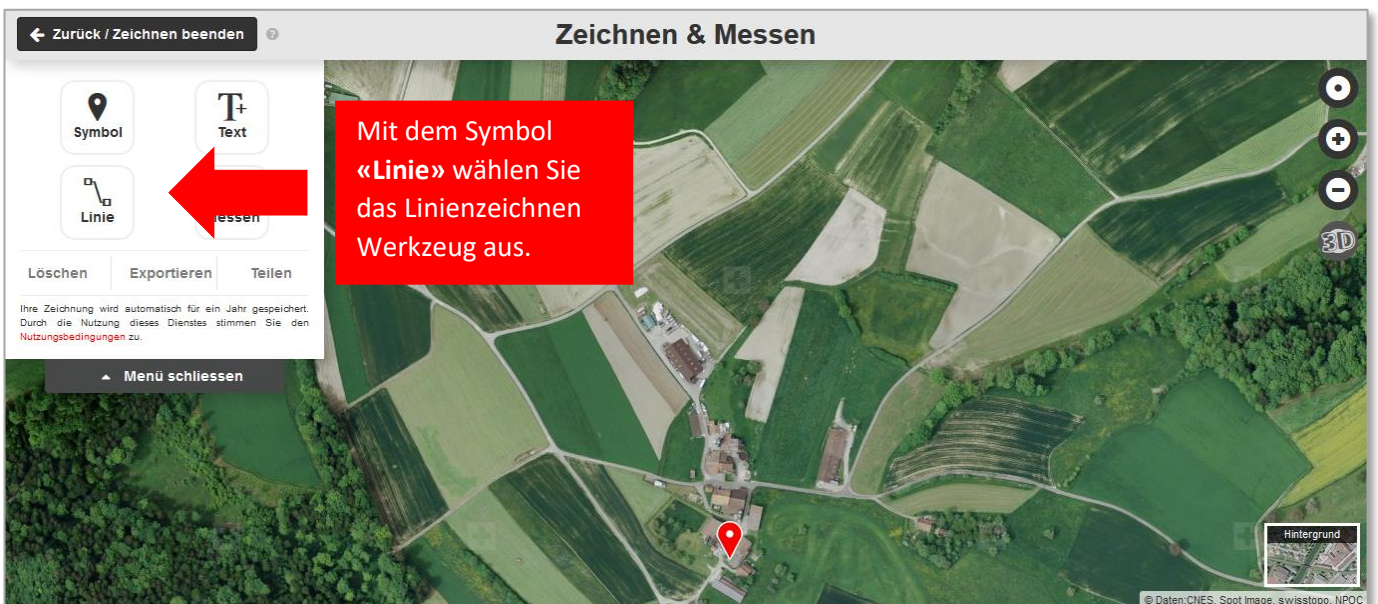 Zurück / Zeichnen beenden
Zeichnen & Messen
Symbol
Text
Linie
essen
Mit dem Symbol
«Linie» wählen Sie
das Linienzeichnen
Werkzeug aus.
Löschen Exportieren Teilen
Ihre Zeichnung wird automatisch für ein Jahr gespeichert.
Durch die Nutzung dieses Dienstes stimmen Sie den
Nutzungsbedingungen zu.
Menü schliessen
3D
Hintergrund
© Daten:CNES, Spot Image, swisstopo, NPOC